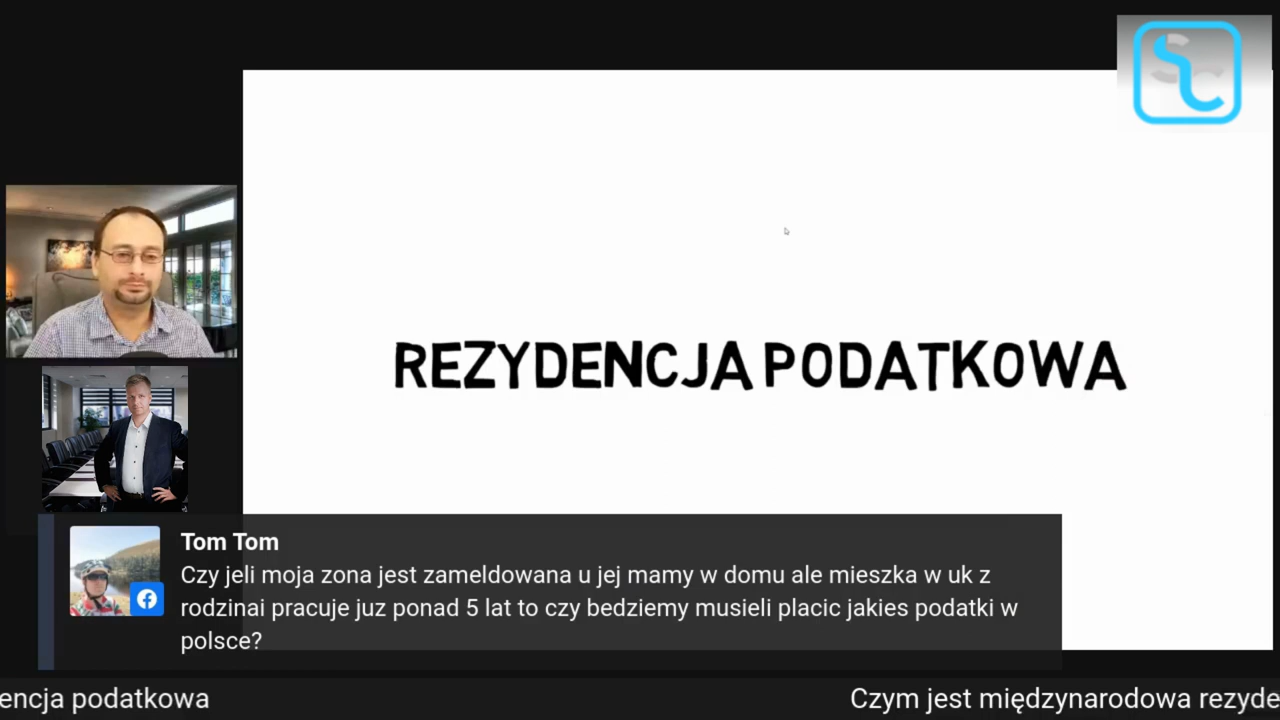 SC
REZYDENCJA PODATKOWA
Tom Tom
Czy jeli moja zona jest zameldowana u jej mamy w domu ale mieszka w uk z
rodzinai pracuje juz ponad 5 lat to czy bedziemy musieli placic jakies podatki w
polsce?
encja podatkowa
Czym jest międzynarodowa rezyde